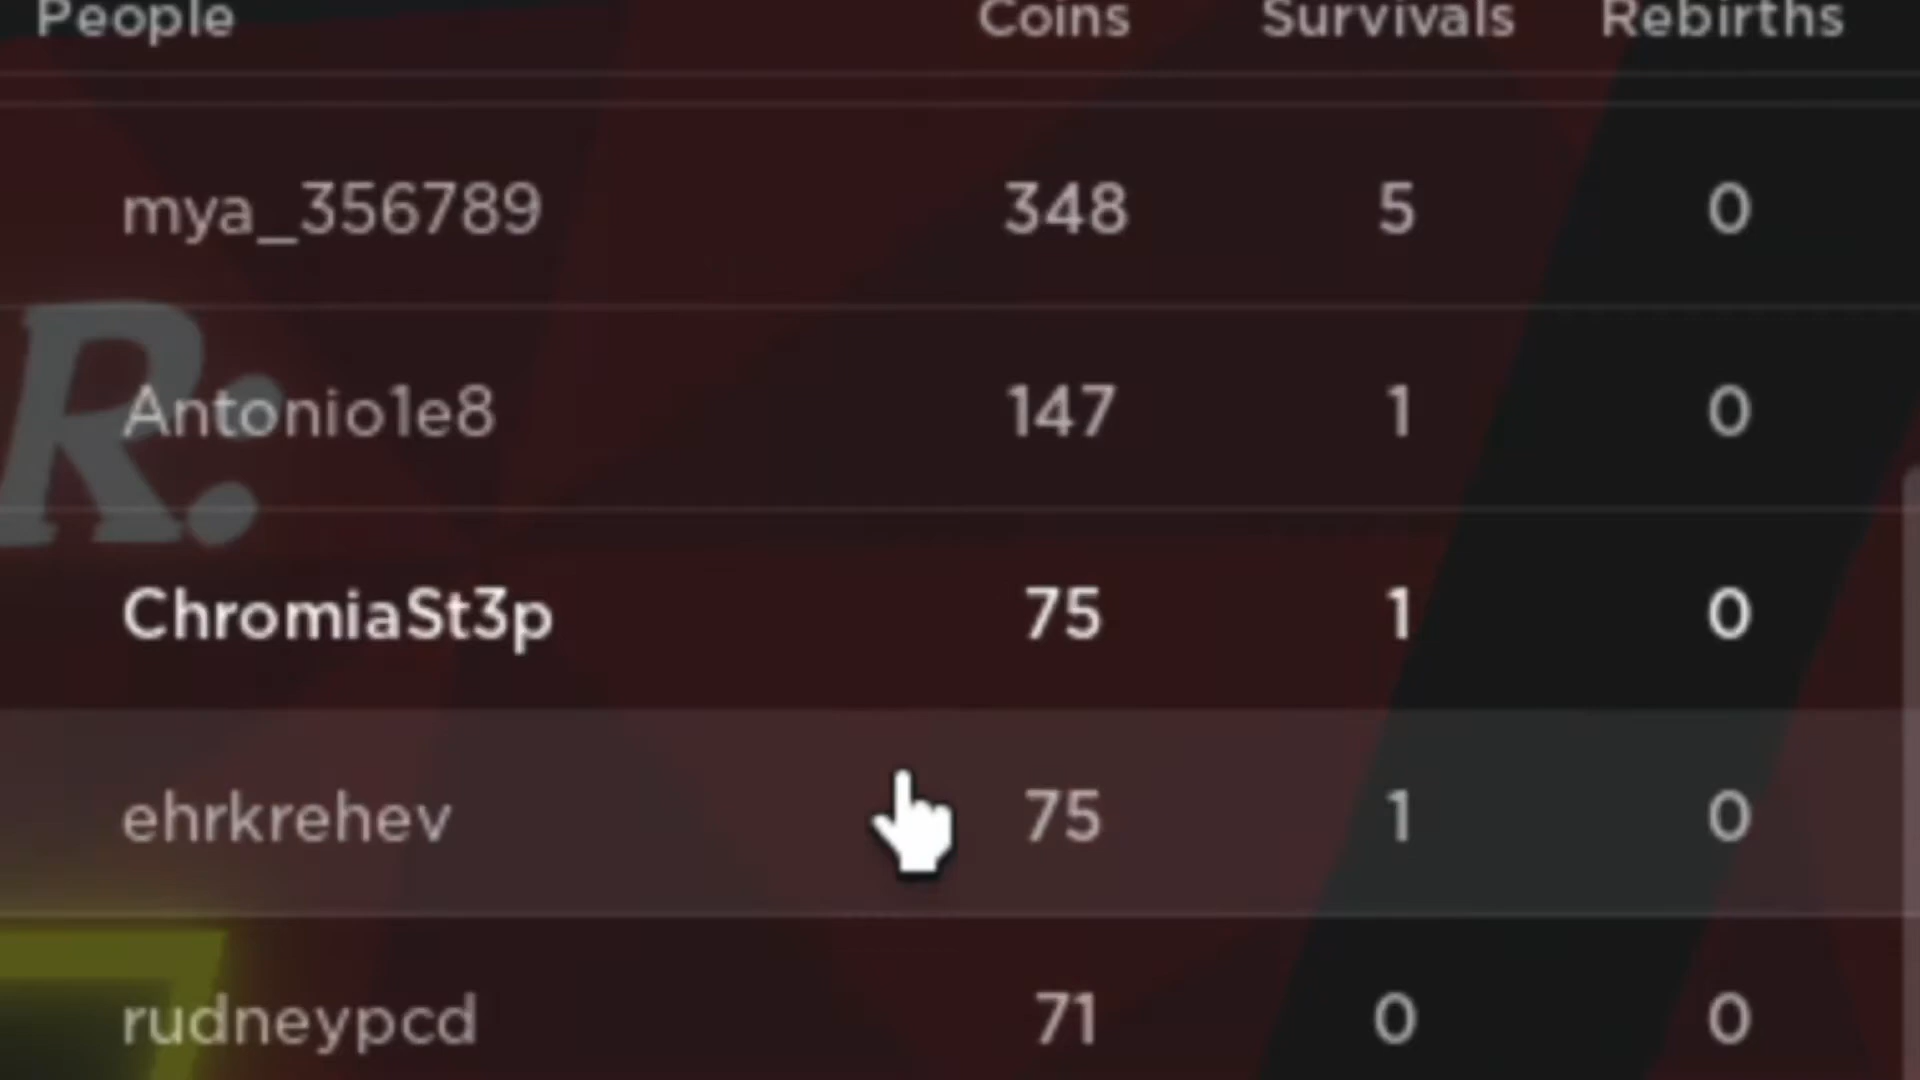 People Coins Survivals Rebirths
mya_356789 348 5 0
R:
Antonio1e8 147 1 0
ChromiaSt3p 75 1 0
ehrkrehev 75 1 0
rudneypcd 71 0 0